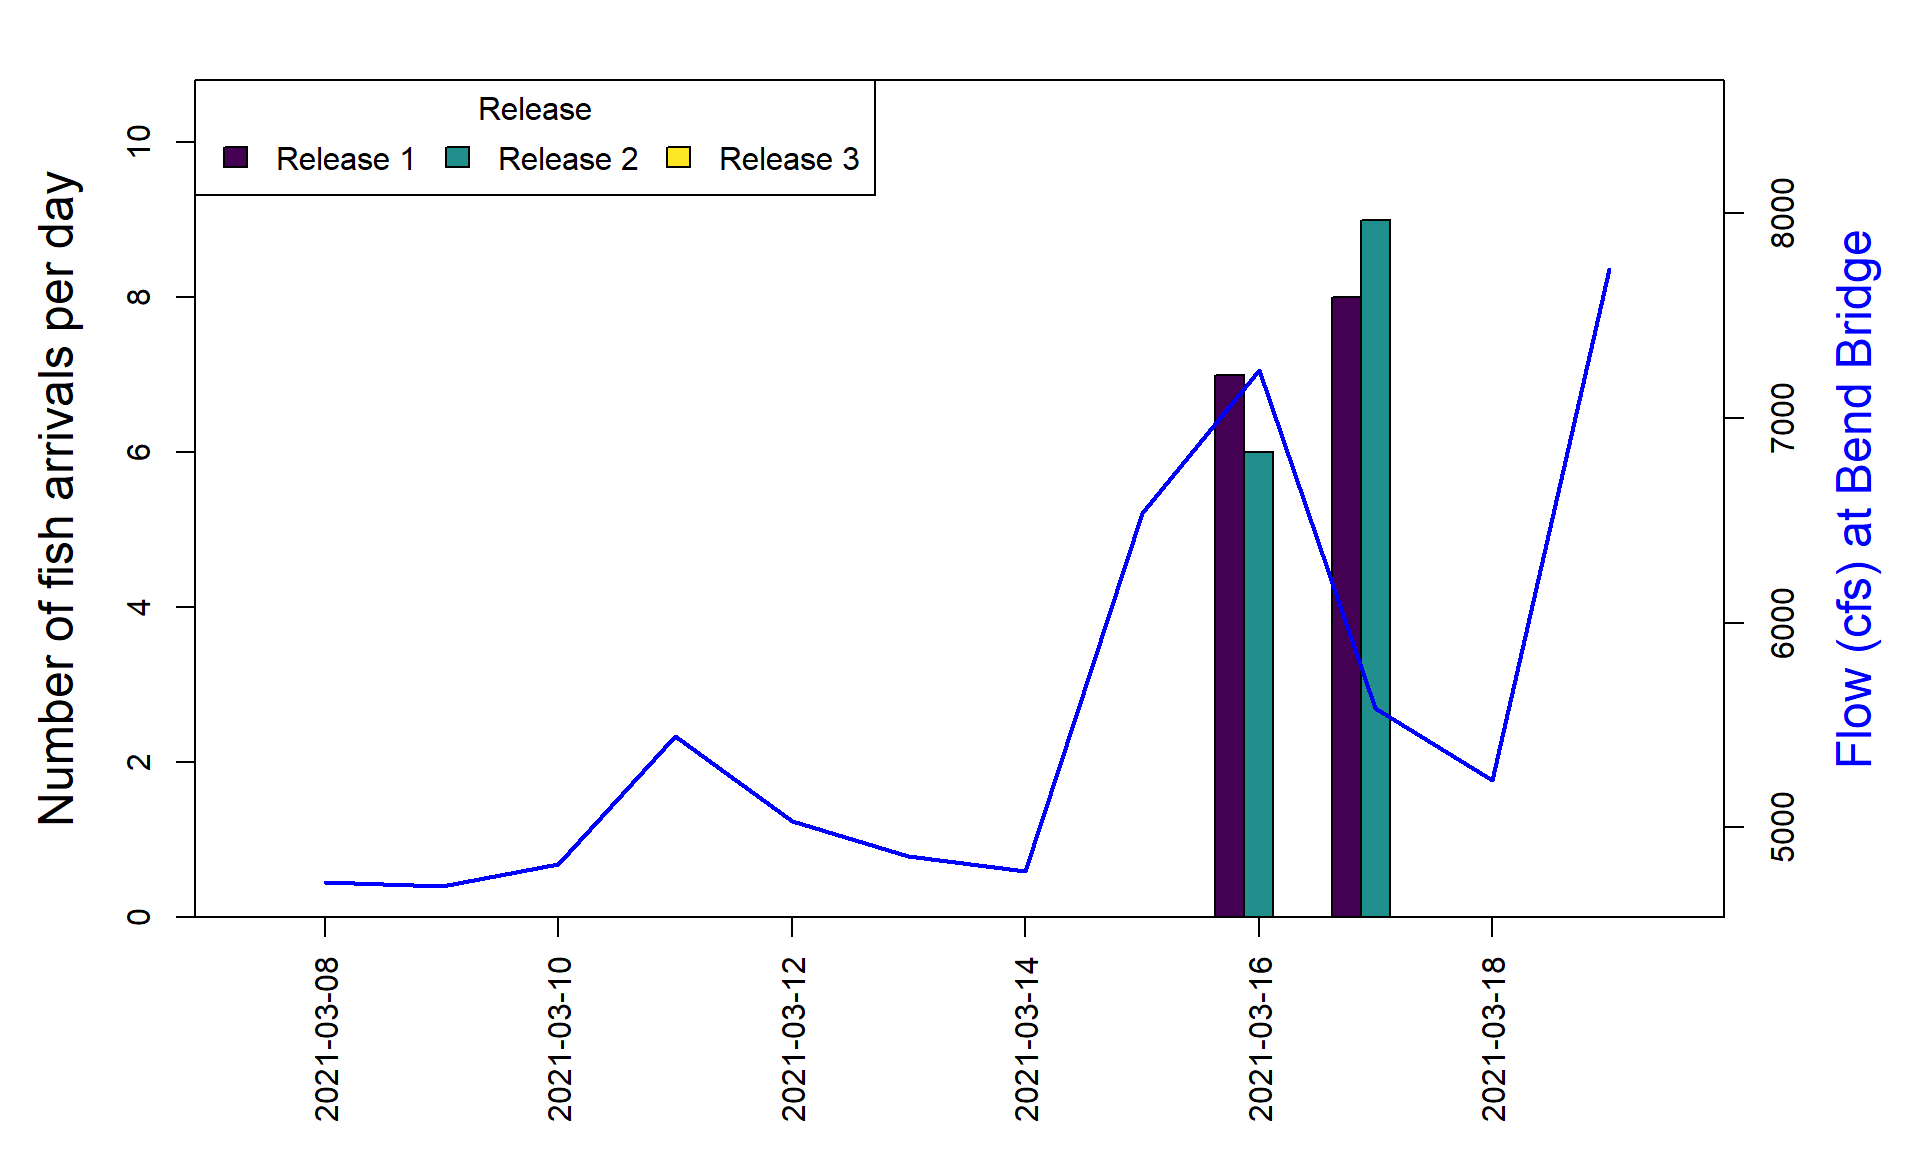 Release
Release 1
Release 2
Release 3
Number of fish arrivals per day
10
8
6
4
2
0
8000
7000
6000
5000
Flow (cfs) at Bend Bridge
2021-03-08
2021-03-10
2021-03-12
2021-03-14
2021-03-16
2021-03-18